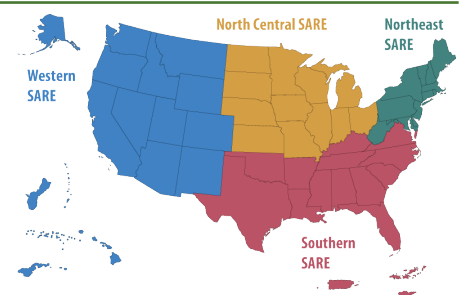 North Central SARE
Northeast
SARE
Western
SARE
Southern
SARE